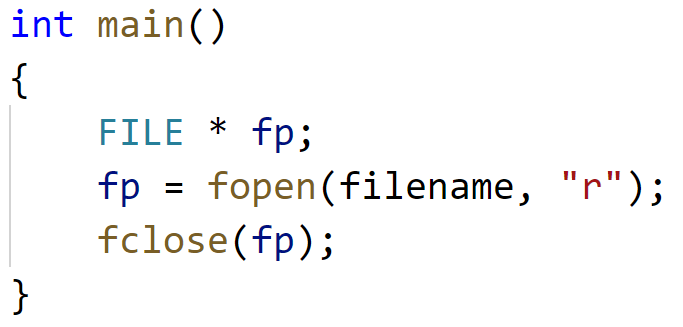 int main()
{
    FILE * fp;
    fp = fopen(filename, "r");
    fclose(fp);
}